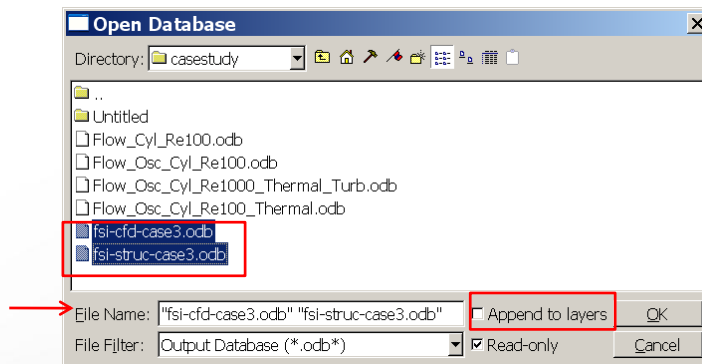 Open Database
Directory: casestudy
..
Untitled
Flow_Cyl_Re100.odb
Flow_Osc_Cyl_Re100.odb
Flow_Osc_Cyl_Re1000_Thermal_Turb.odb
Flow_Osc_Cyl_Re100_Thermal.odb
fsi-cfd-case3.odb
fsi-struc-case3.odb
File Name: "fsi-cfd-case3.odb" "fsi-struc-case3.odb" Append to layers OK
File Filter: Output Database (*.odb*) Read-only Cancel